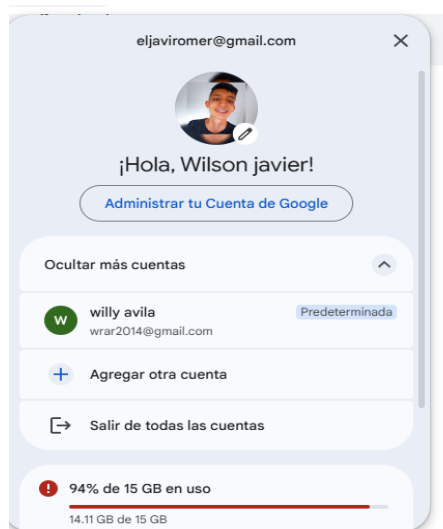 eljaviromer@gmail.com
¡Hola, Wilson javier!
Administrar tu Cuenta de Google
Ocultar más cuentas
W
willy avila
Predeterminada
wrar2014@gmail.com
Agregar otra cuenta
Salir de todas las cuentas
94% de 15 GB en uso
14.11 GB de 15 GB